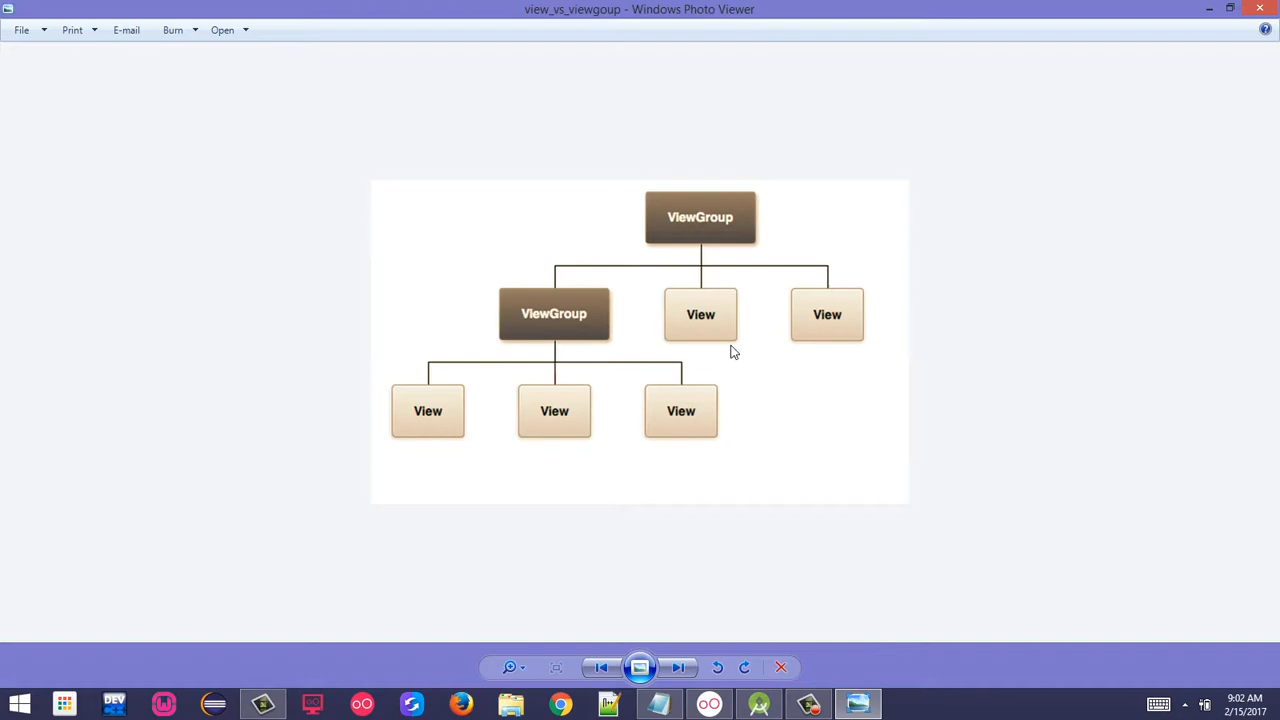 view_vs_viewgoup - Windows Photo Viewer
File Print E-mail Burn Open
ViewGroup
ViewGroup View View
View View View
DEV
9:02 AM
2/15/2017